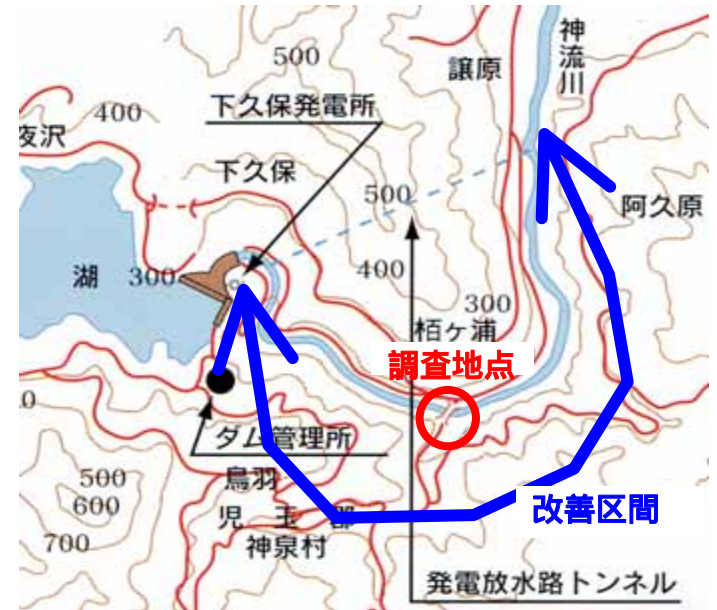 500
神流川
譲原
下久保発電所
400
夜沢
下久保
500
阿久原
湖
300
400
300
栢ヶ浦
調査地点
ダム管理所
鳥羽
500
600
700
児玉郡
神泉村
改善区間
発電放水路トンネル